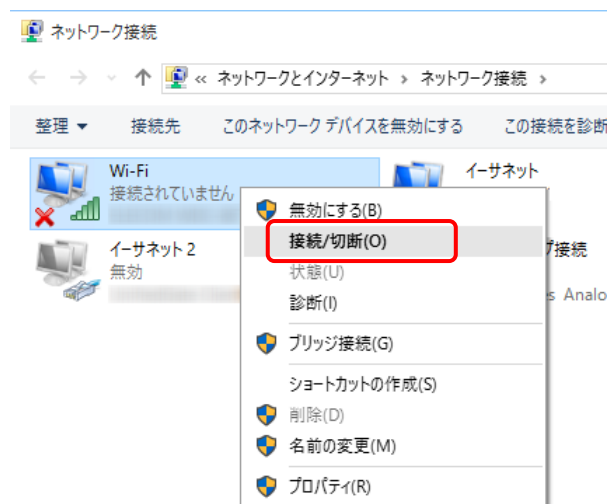 ネットワーク接続
« ネットワークとインターネット › ネットワーク接続 ›
整理 ▼ 接続先 このネットワーク デバイスを無効にする この接続を診断
Wi-Fi
接続されていません
イーサネット
イーサネット 2
無効
接続
s Analo
無効にする(B)
接続/切断(O)
状態(U)
診断(I)
ブリッジ接続(G)
ショートカットの作成(S)
削除(D)
名前の変更(M)
プロパティ(R)